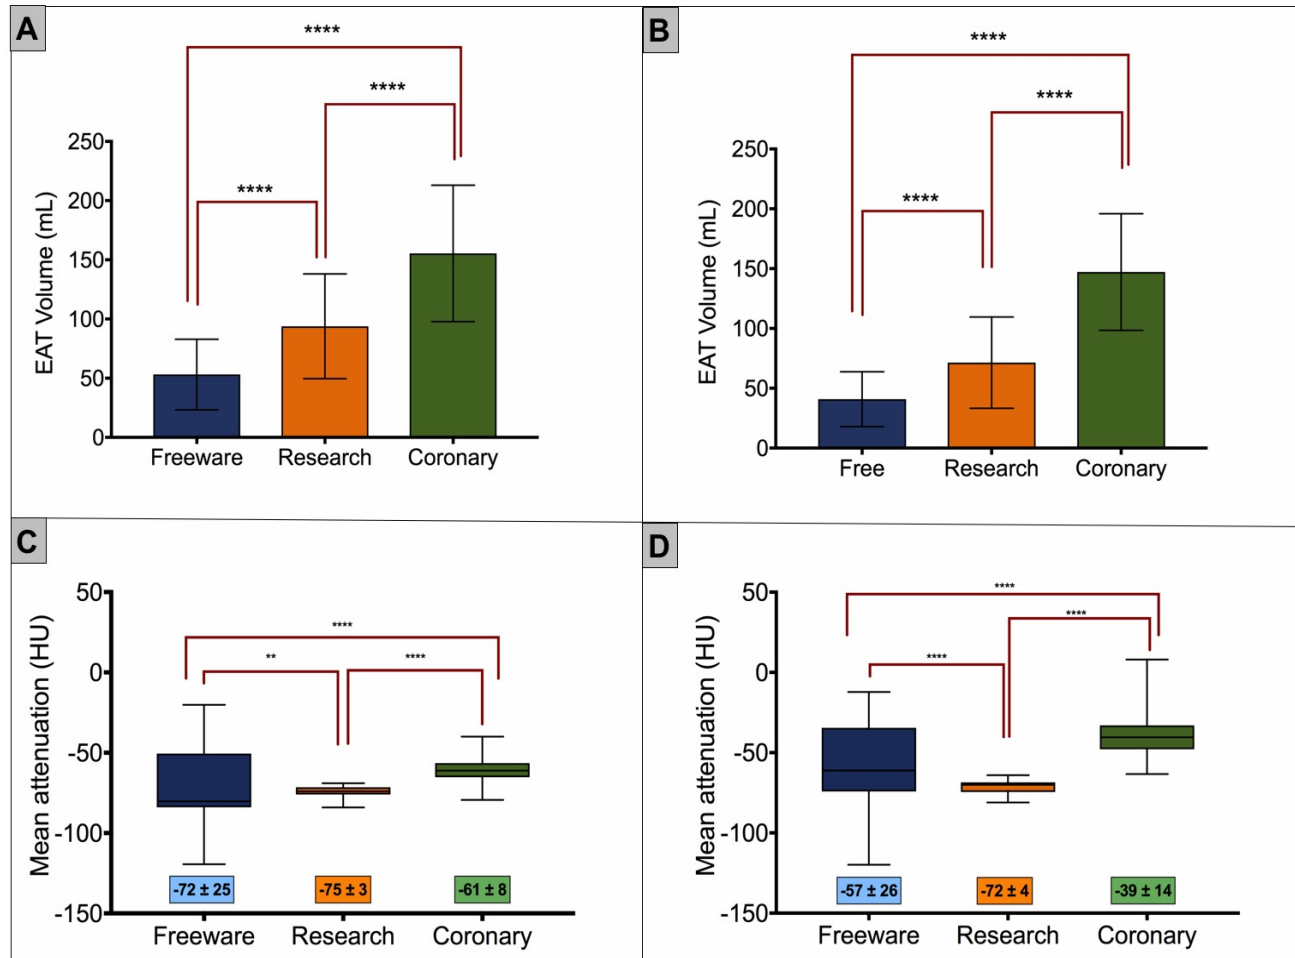 A
****
****
****
EAT Volume (mL)
250
200
150
100
50
0
Freeware Research Coronary
B
****
****
****
EAT Volume (mL)
250
200
150
100
50
0
Free Research Coronary
C
****
** ****
Mean attenuation (HU)
50
0
-50
-100
-150
-72 ± 25 -75 ± 3 -61 ± 8
Freeware Research Coronary
D
****
****
****
Mean attenuation (HU)
50
0
-50
-100
-150
-57 ± 26 -72 ± 4 -39 ± 14
Freeware Research Coronary